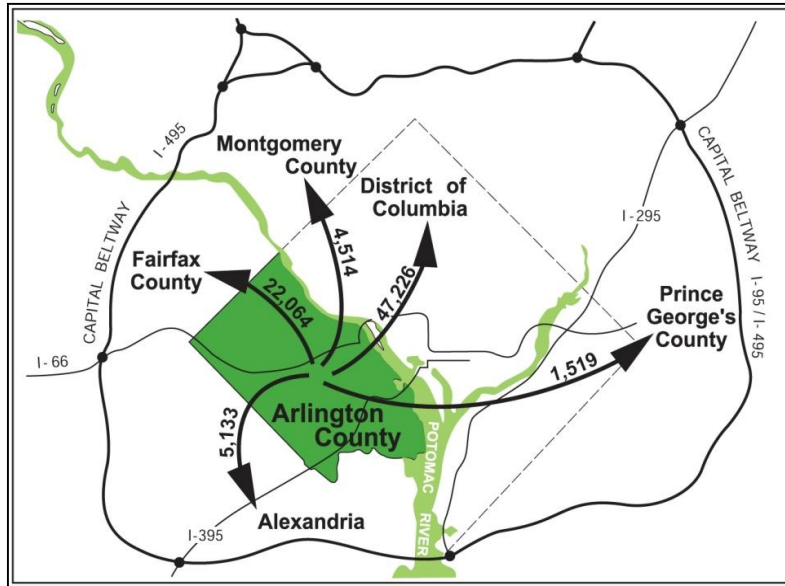 I-495
Montgomery
County
District of
Columbia
CAPITAL BELTWAY
I-295
CAPITAL BELTWAY I-95 / I-495
Fairfax
County
4,514
47,226
22,064
Prince
George's
County
I-66
1,519
Arlington
County
5,133
POTOMAC
RIVER
Alexandria
I-395